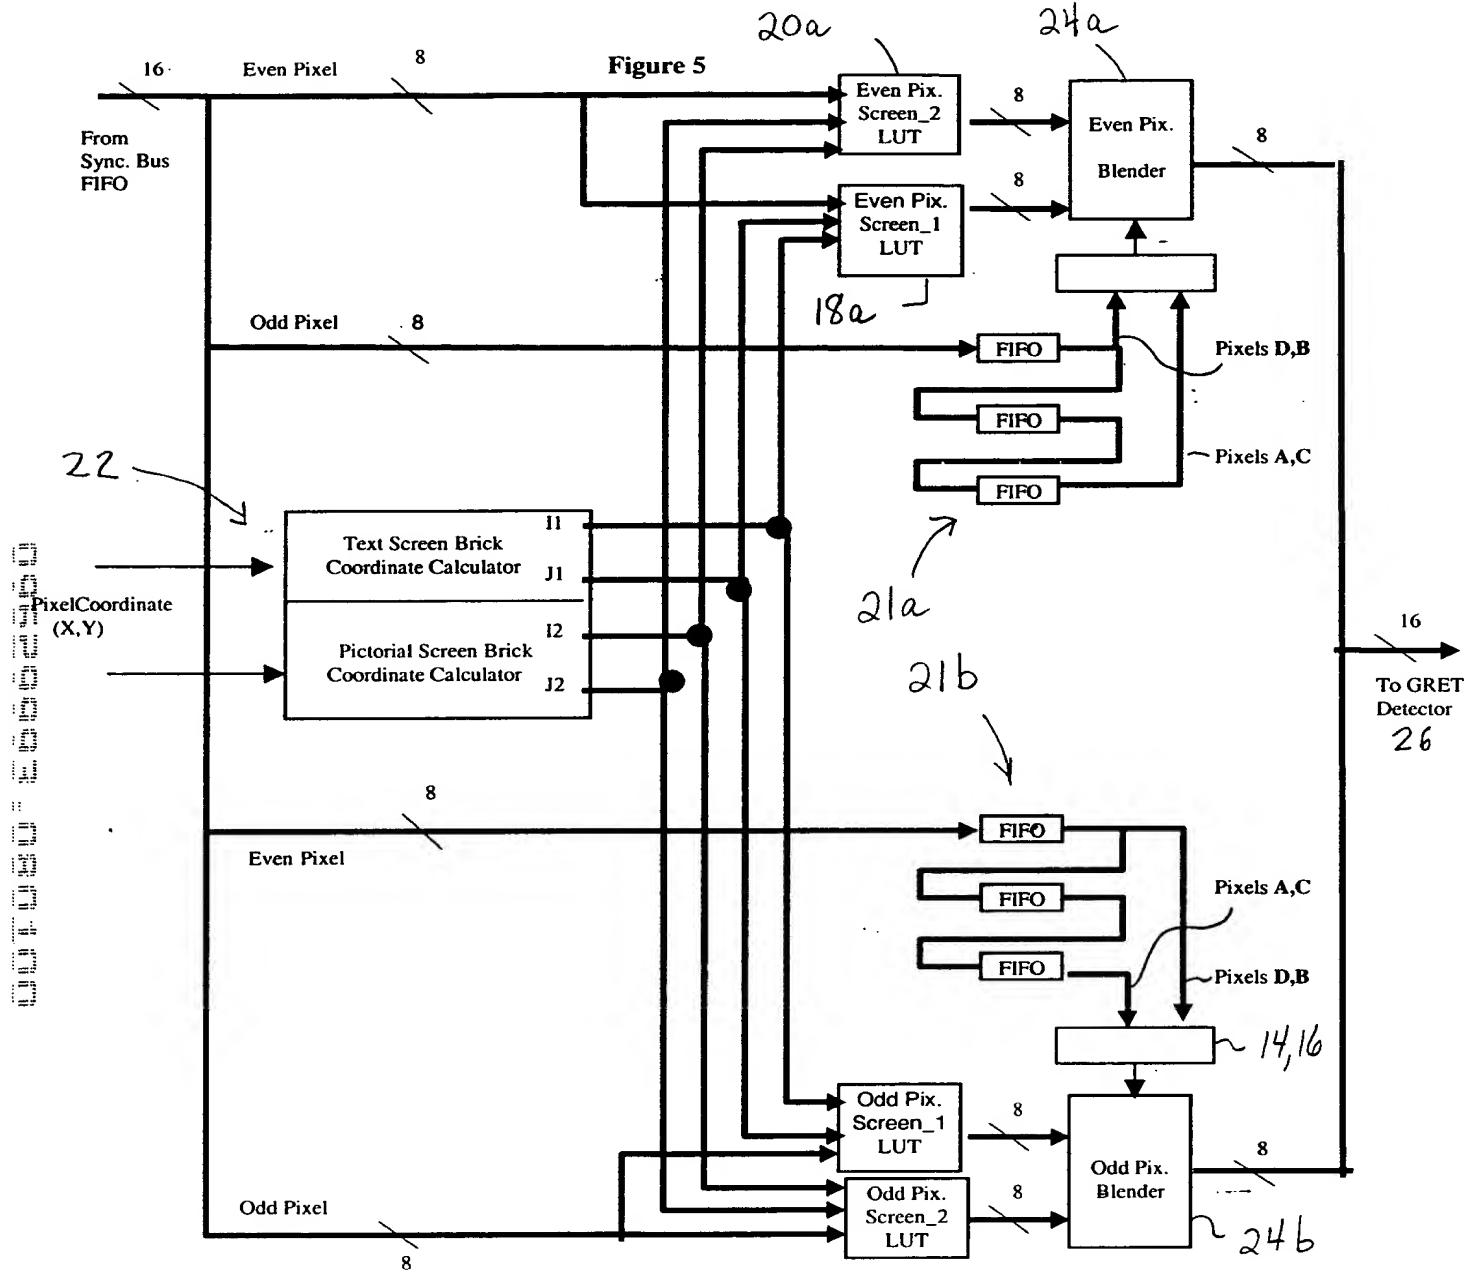 20a
24a
16
Even Pixel
8
Figure 5
From
Sync. Bus
FIFO
Even Pix.
Screen_2
LUT
8
Even Pix.
Blender
8
Even Pix.
Screen_1
LUT
8
18a
Odd Pixel
8
FIFO
Pixels D,B
FIFO
Pixels A,C
FIFO
22
21a
Text Screen Brick
Coordinate Calculator
I1
J1
PixelCoordinate
(X,Y)
Pictorial Screen Brick
Coordinate Calculator
I2
J2
16
To GRET
Detector
26
21b
8
Even Pixel
FIFO
Pixels A,C
FIFO
FIFO
Pixels D,B
14,16
Odd Pix.
Screen_1
LUT
8
Odd Pix.
Blender
8
Odd Pixel
8
Odd Pix.
Screen_2
LUT
8
24b